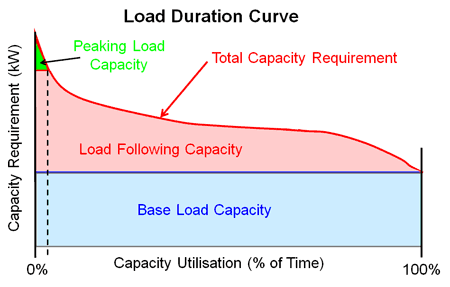 Load Duration Curve
Peaking Load
Capacity
Total Capacity Requirement
Capacity Requirement (kW)
Load Following Capacity
Base Load Capacity
0%
Capacity Utilisation (% of Time)
100%